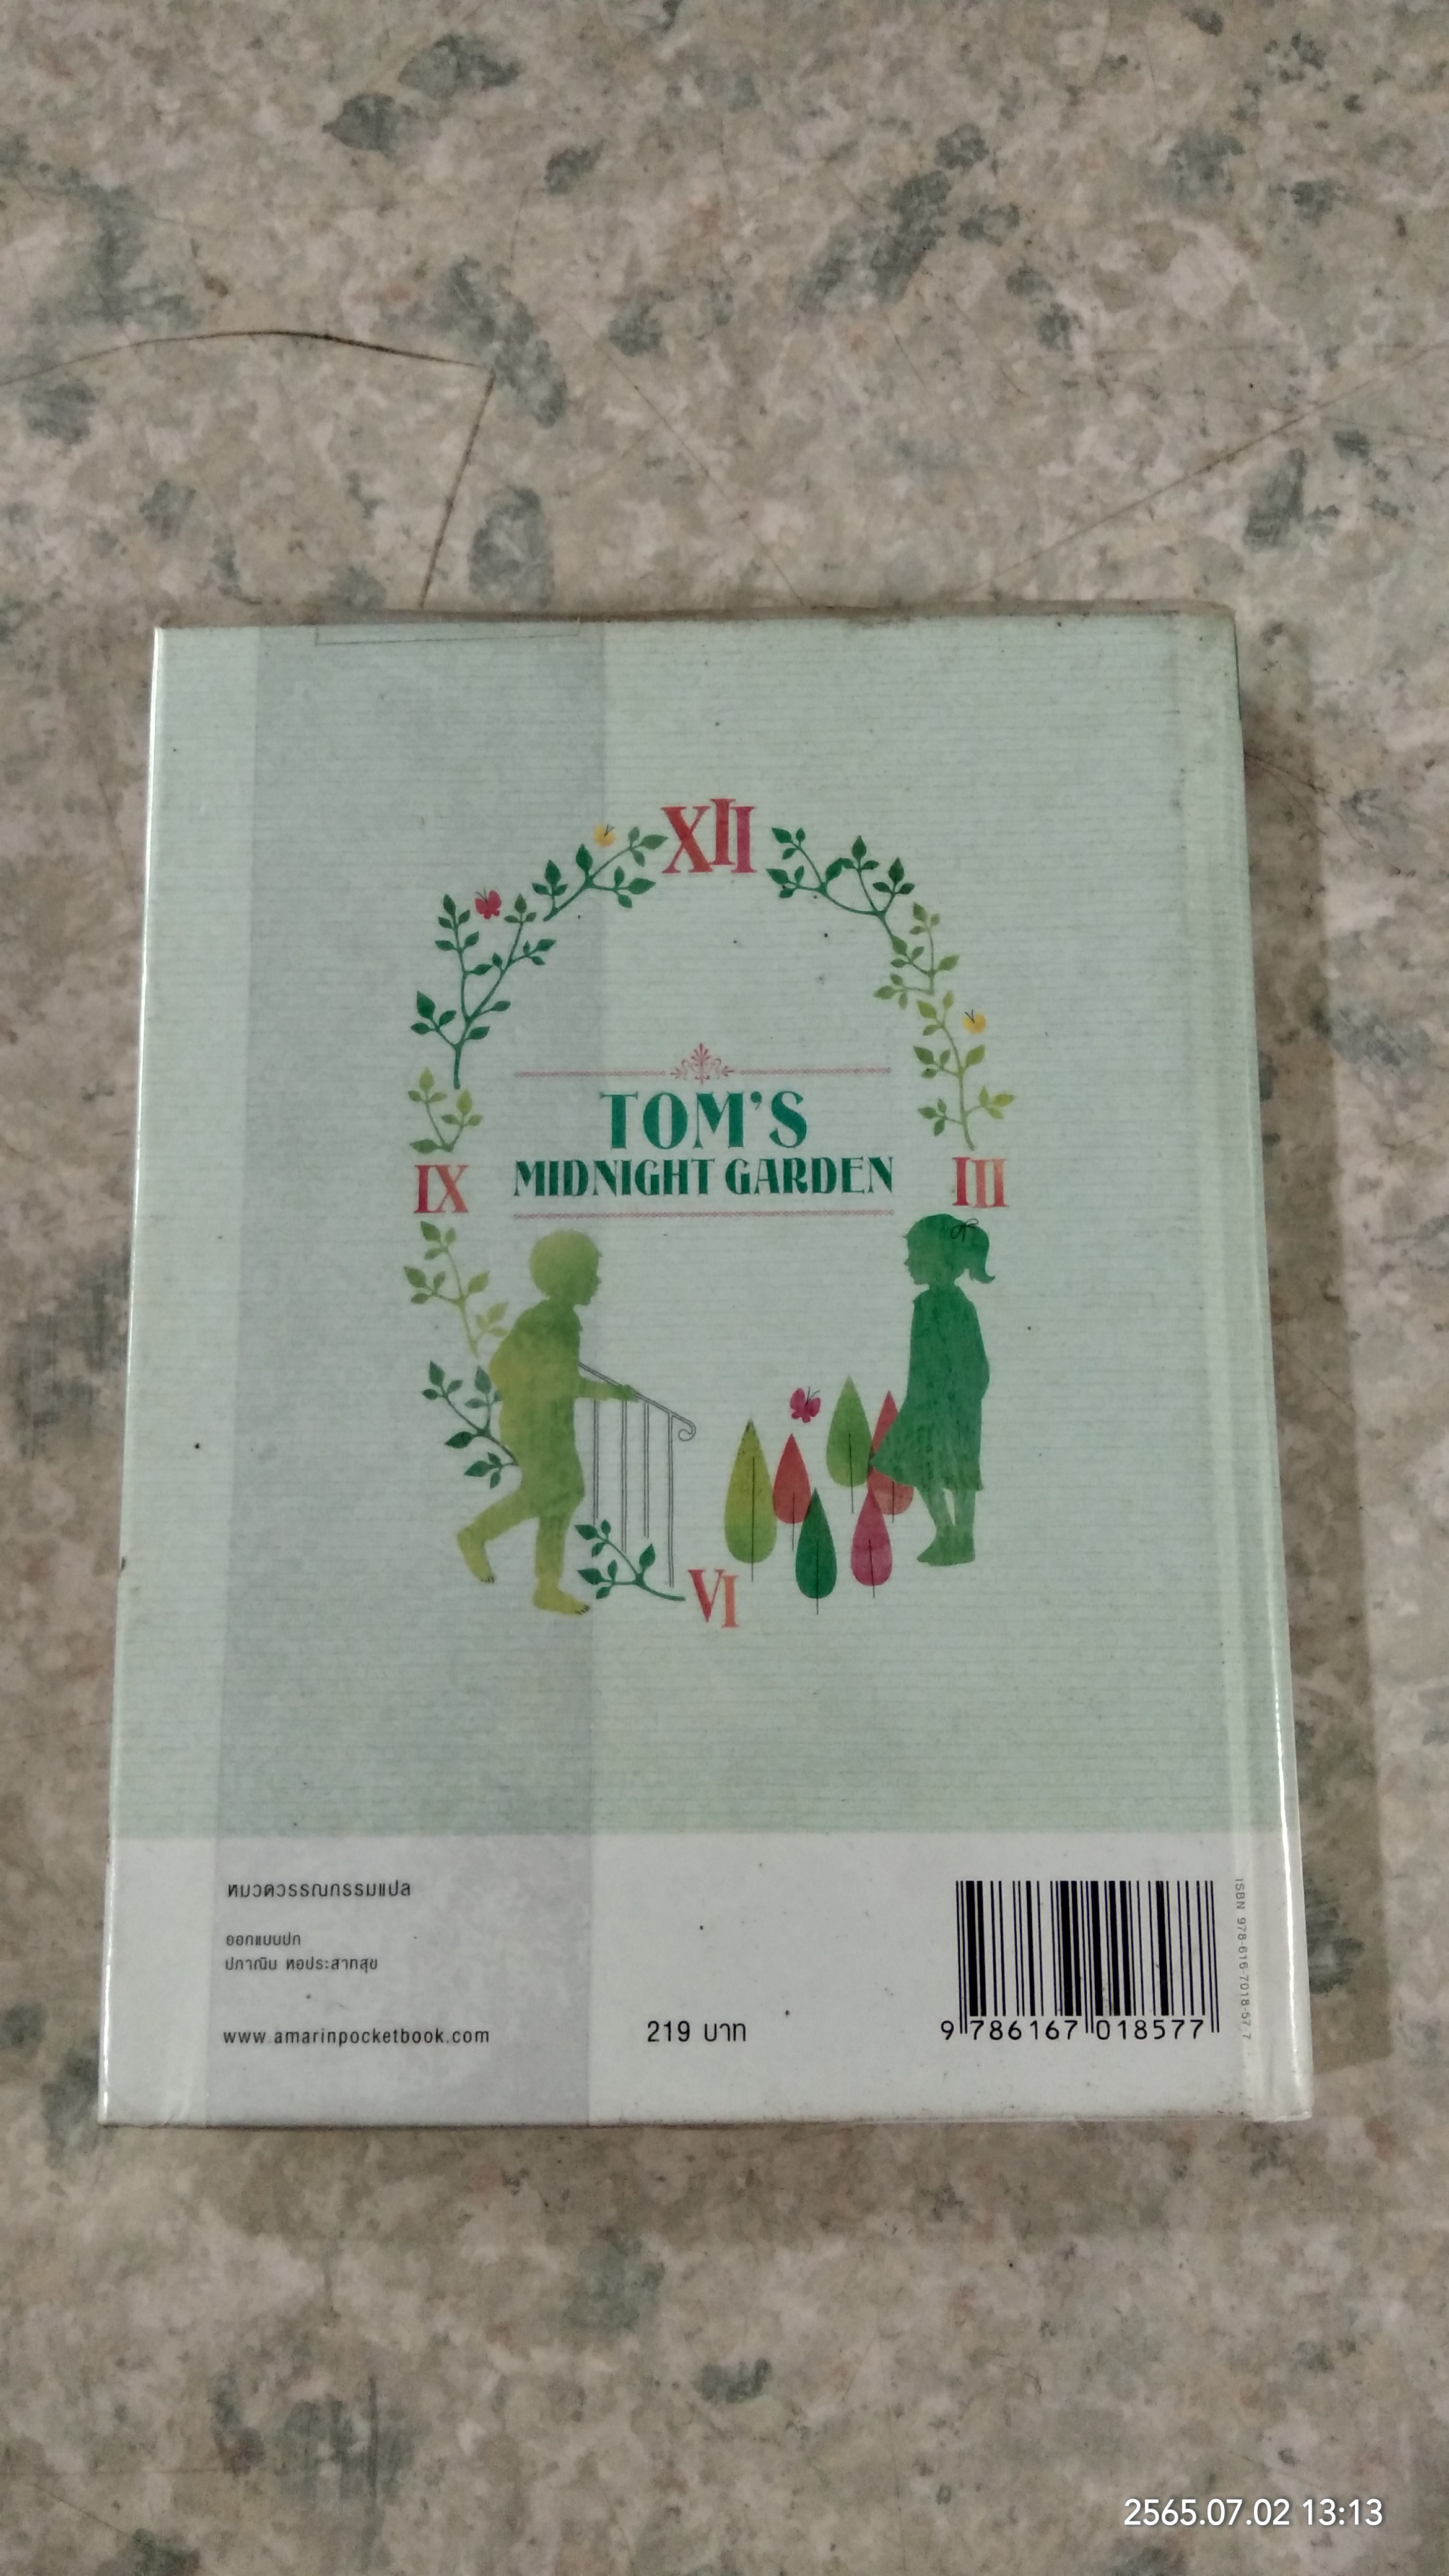 XII
TOM'S
MIDNIGHT GARDEN
IX
III
VI
หมวดวรรณกรรมแปล
ออกแบบปก
ปภาณิน หอประสาทสุข
www.amarinpocketbook.com
219 บาท
9 786167 018577
ISBN 978-616-7018-57-7
2565.07.02 13:13